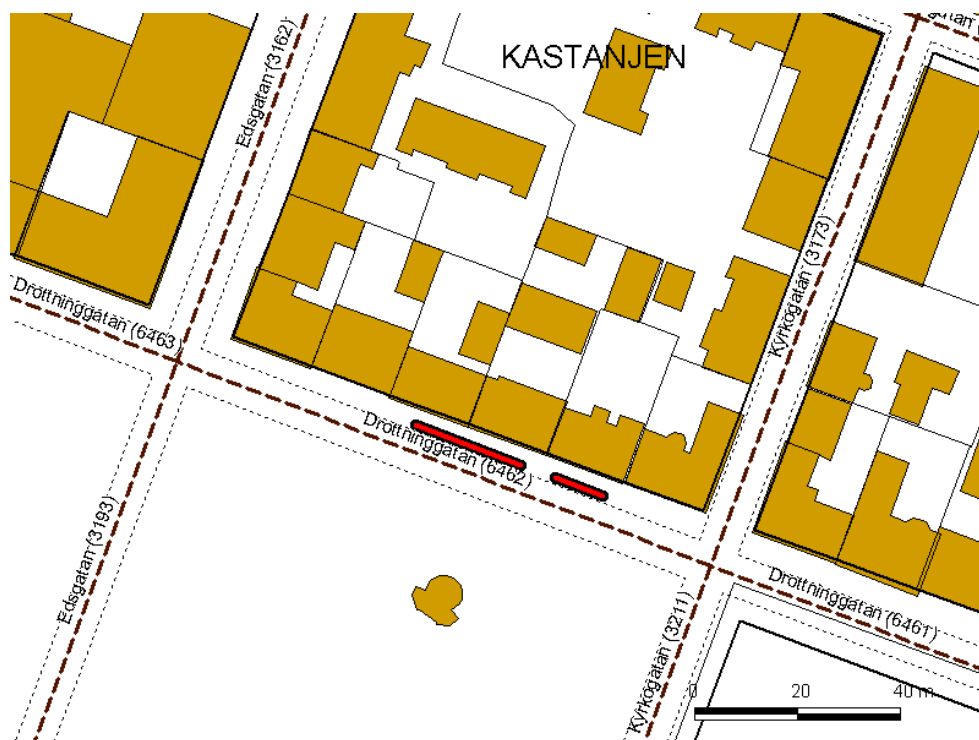 Edsgatan (3162)
KASTANJEN
Kyrkogatan (3173)
Drottninggatan (6463)
Drottninggatan (6462)
Edsgatan (3193)
Drottninggatan (6461)
Kyrkogatan (3211)
0 20 40 m